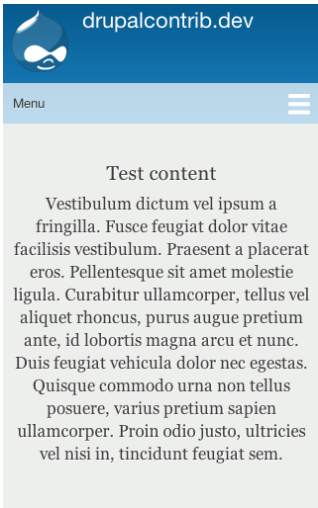 drupalcontrib.dev
Menu
Test content
Vestibulum dictum vel ipsum a
fringilla. Fusce feugiat dolor vitae
facilisis vestibulum. Praesent a placerat
eros. Pellentesque sit amet molestie
ligula. Curabitur ullamcorper, tellus vel
aliquet rhoncus, purus augue pretium
ante, id lobortis magna arcu et nunc.
Duis feugiat vehicula dolor nec egestas.
Quisque commodo urna non tellus
posuere, varius pretium sapien
ullamcorper. Proin odio justo, ultricies
vel nisi in, tincidunt feugiat sem.